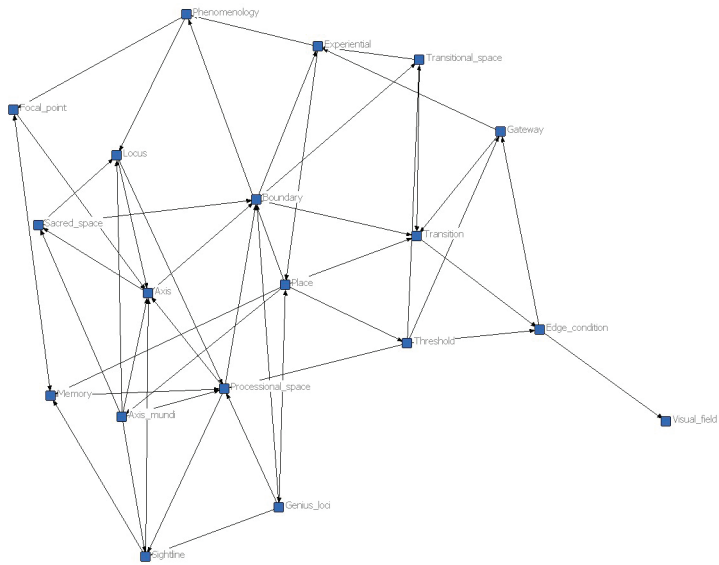 Phenomenology
Experiential
Transitional_space
Focal_point
Gateway
Locus
Boundary
Sacred_space
Transition
Place
Axis
Edge_condition
Threshold
Processional_space
Memory
Axis_mundi
Visual_field
Genius_loci
Sightline